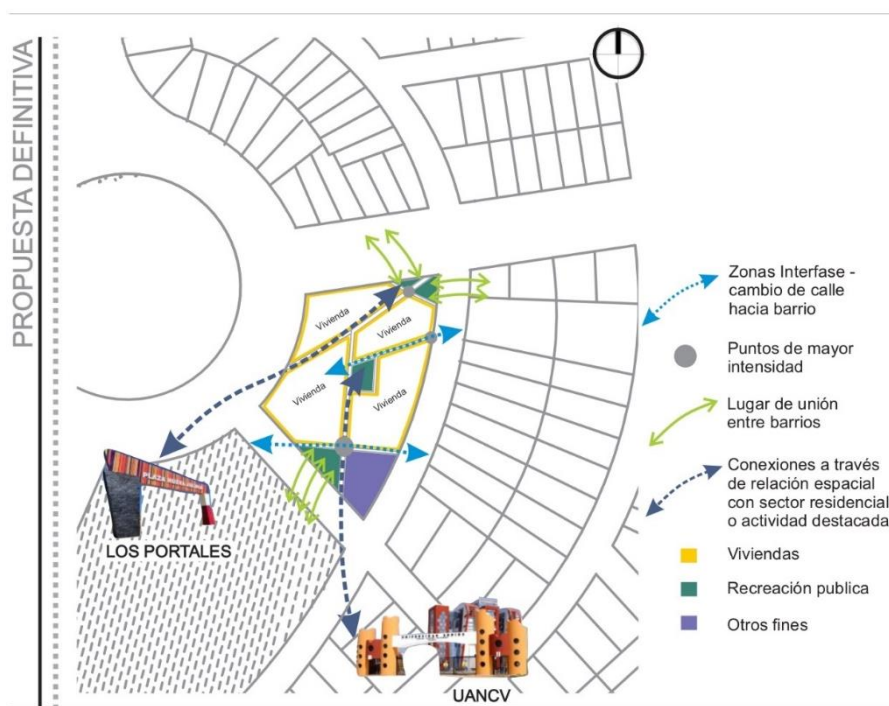 PROPUESTA DEFINITIVA
Vivienda
Vivienda
Vivienda
Vivienda
LOS PORTALES
UANCV
Zonas Interfase -
cambio de calle
hacia barrio
Puntos de mayor
intensidad
Lugar de unión
entre barrios
Conexiones a través
de relación espacial
con sector residencial
o actividad destacada
Viviendas
Recreación publica
Otros fines